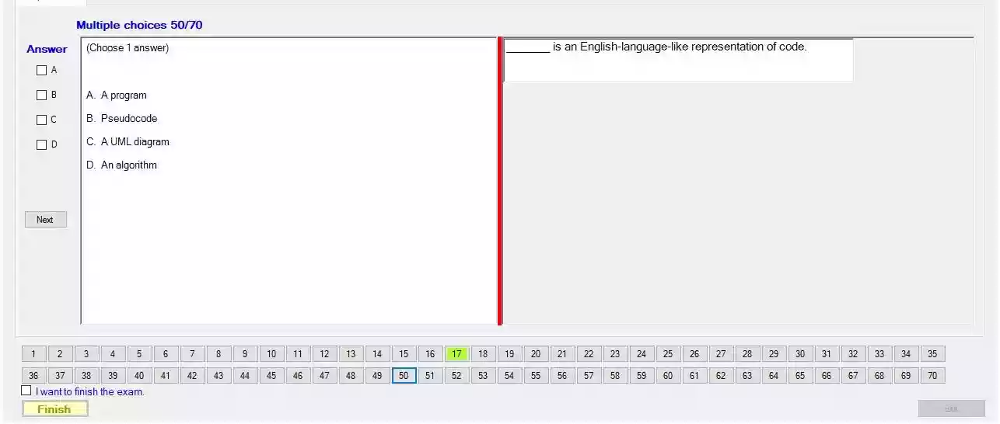 Multiple choices 50/70
Answer
(Choose 1 answer)
_______ is an English-language-like representation of code.
A
B
C
D
A. A program
B. Pseudocode
C. A UML diagram
D. An algorithm
Next
1 2 3 4 5 6 7 8 9 10 11 12 13 14 15 16 17 18 19 20 21 22 23 24 25 26 27 28 29 30 31 32 33 34 35
36 37 38 39 40 41 42 43 44 45 46 47 48 49 50 51 52 53 54 55 56 57 58 59 60 61 62 63 64 65 66 67 68 69 70
I want to finish the exam.
Finish
Exit